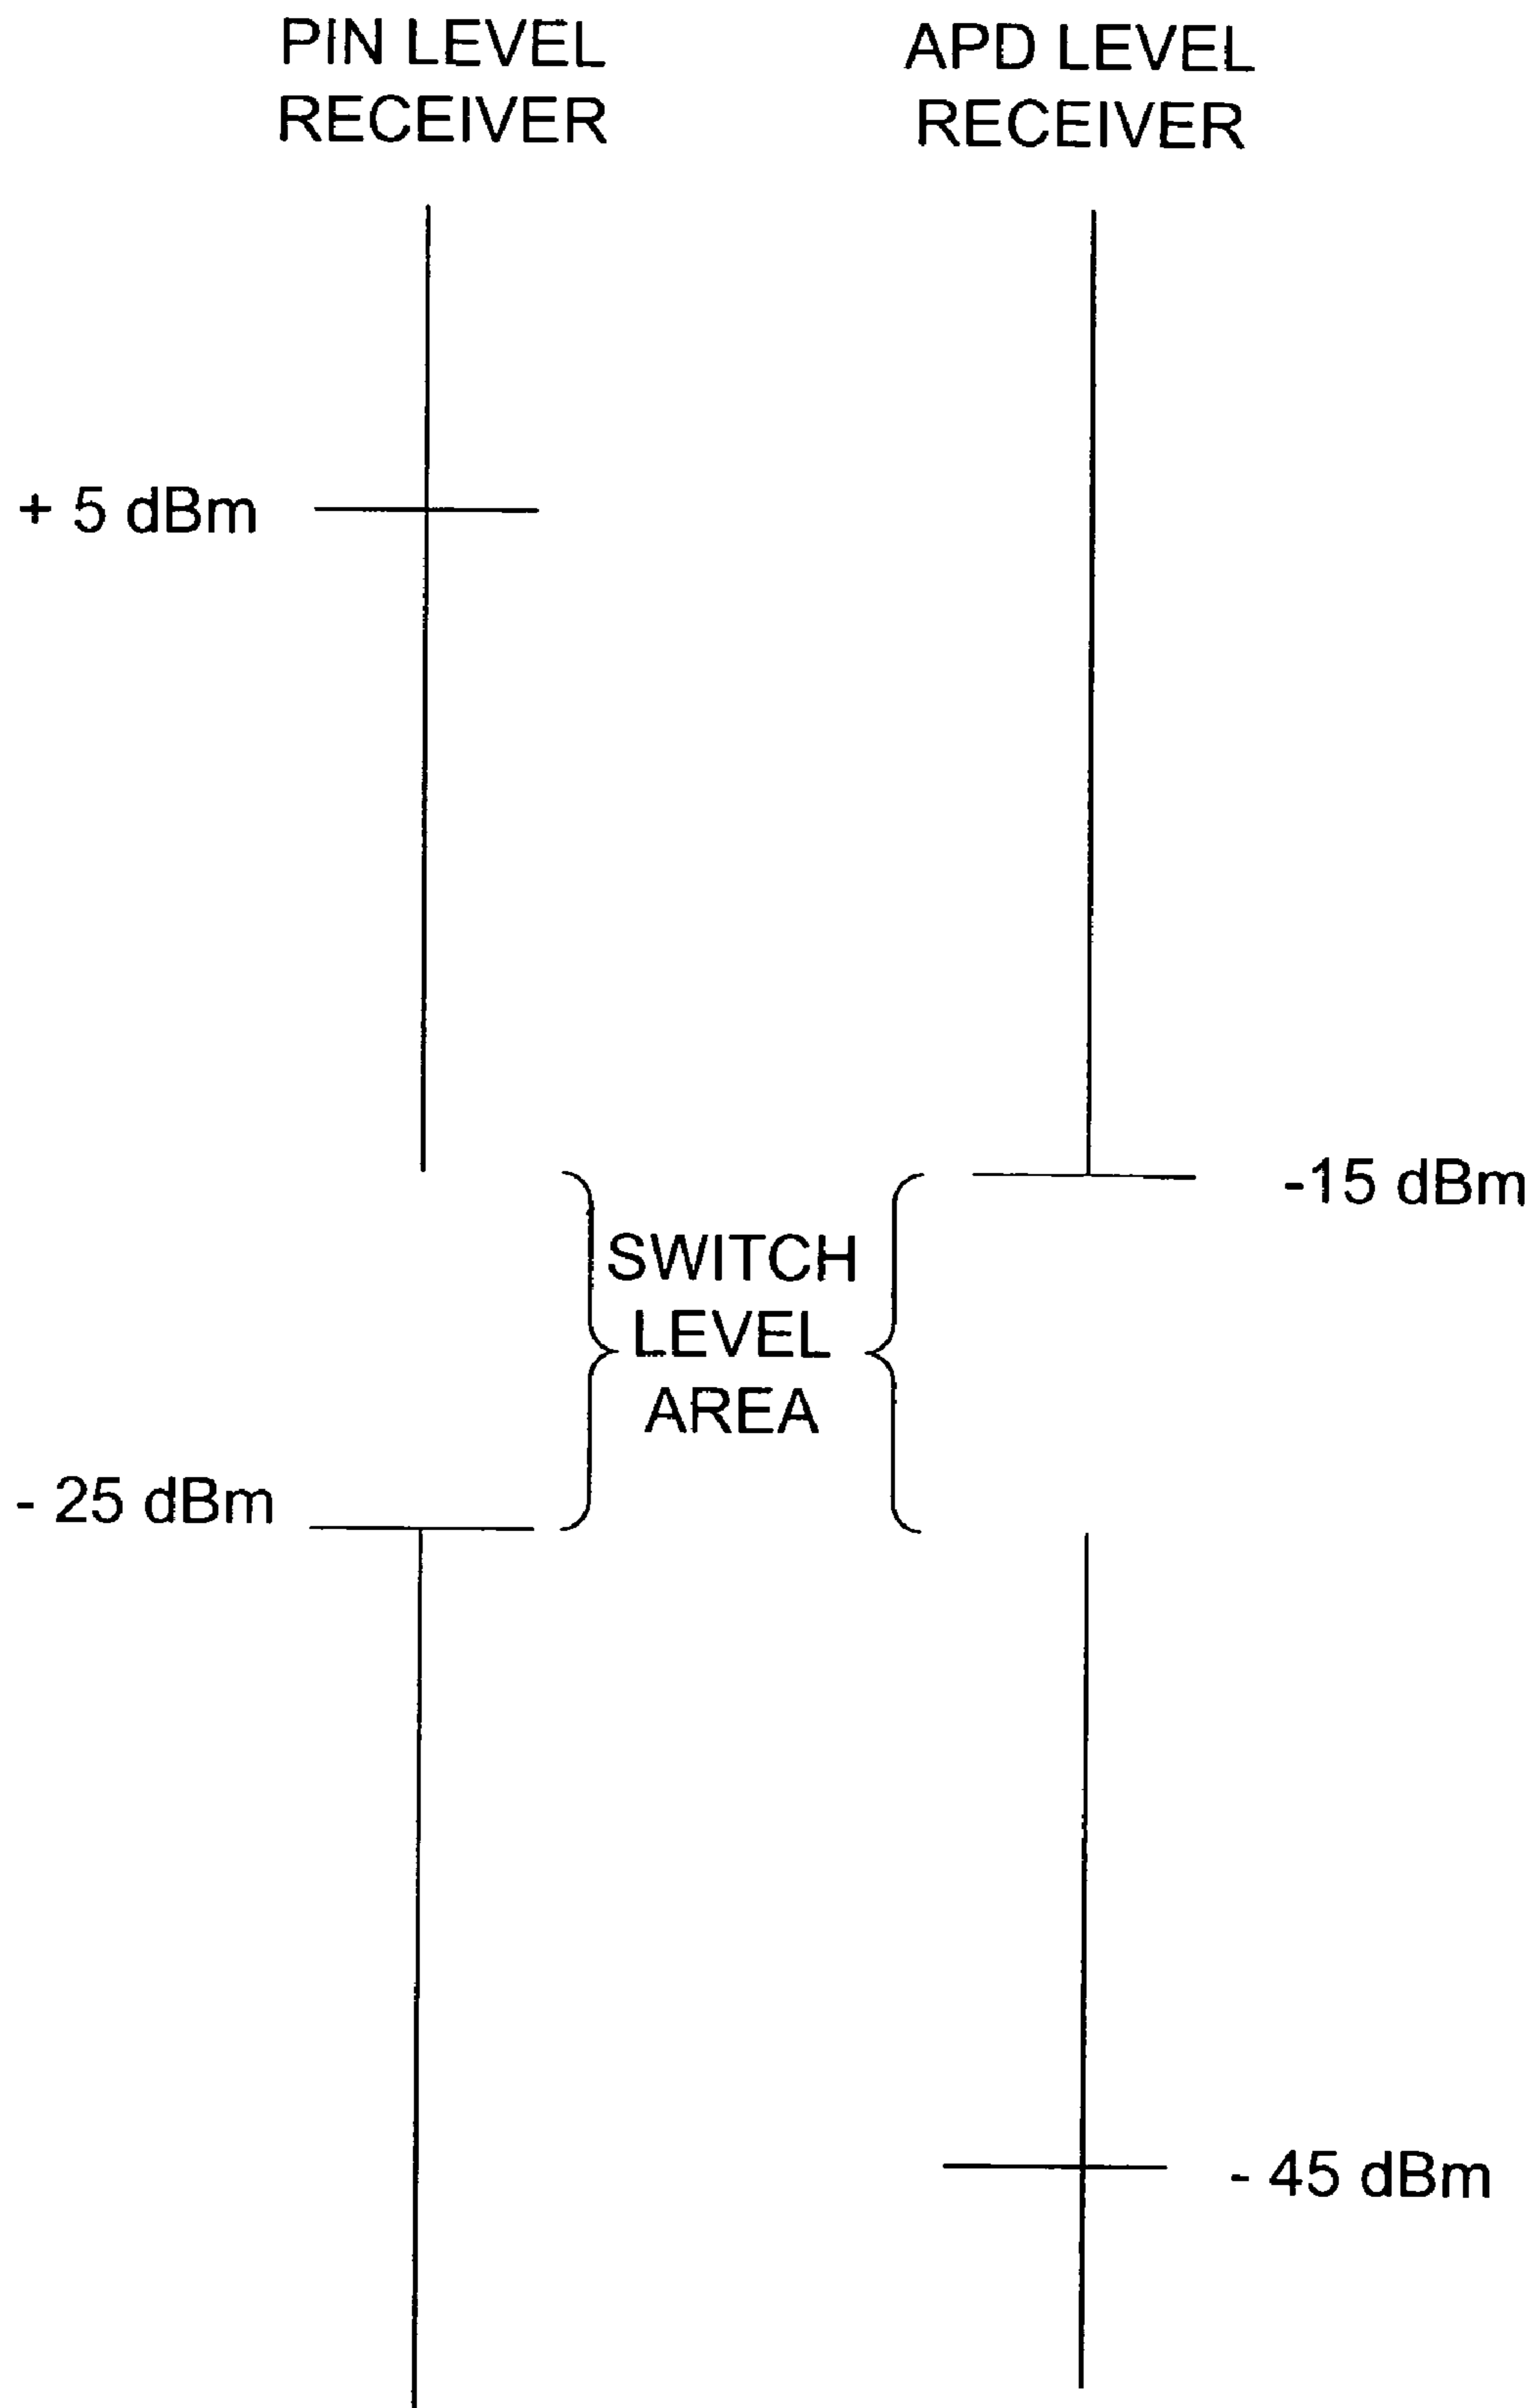 PIN LEVEL
RECEIVER
APD LEVEL
RECEIVER
+ 5 dBm
-15 dBm
SWITCH
LEVEL
AREA
- 25 dBm
- 45 dBm